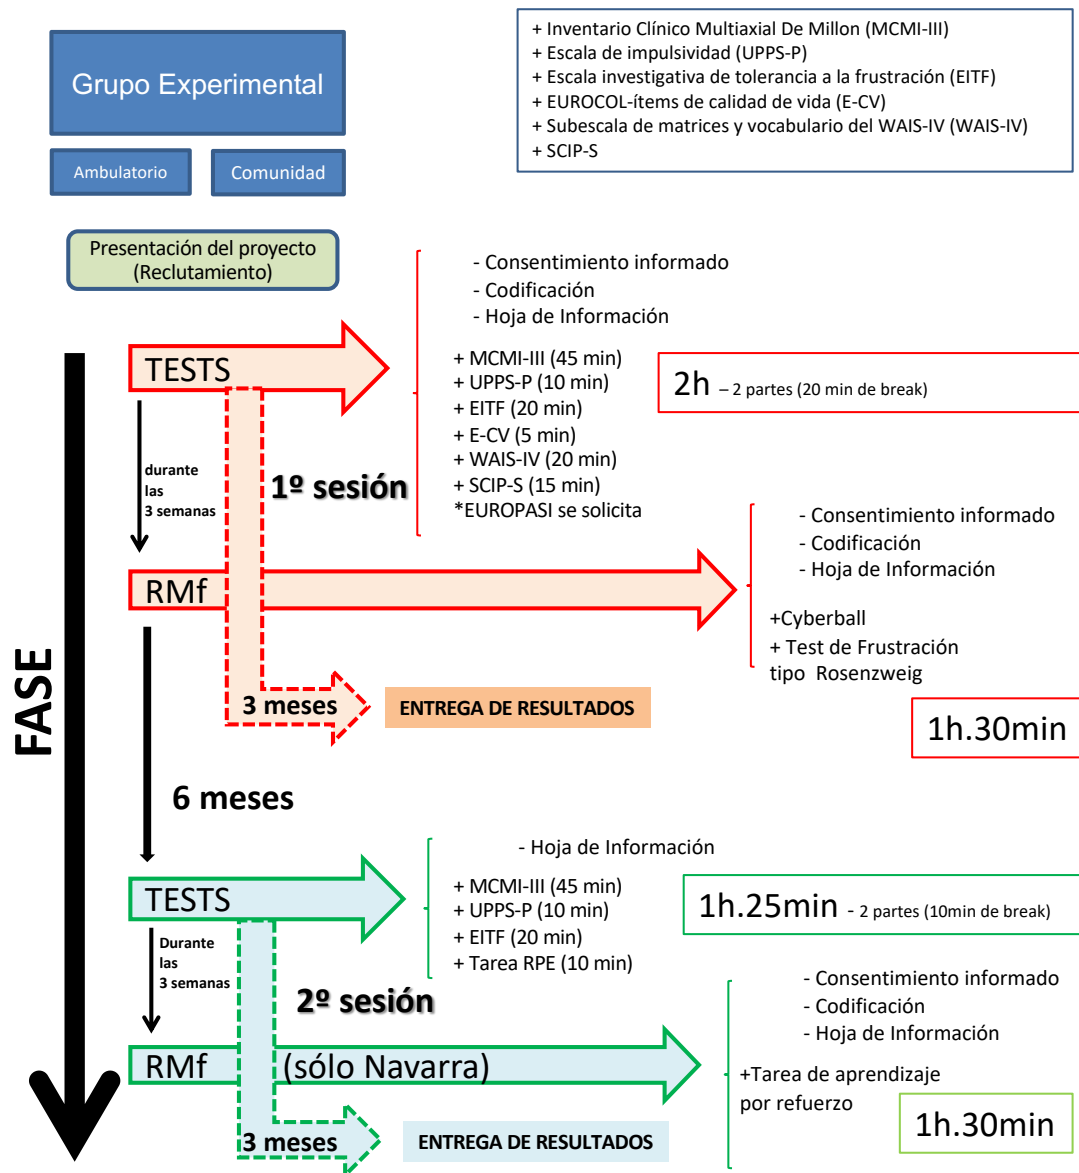 Grupo Experimental
Ambulatorio
Comunidad
+ Inventario Clínico Multiaxial De Millon (MCMI-III)
+ Escala de impulsividad (UPPS-P)
+ Escala investigativa de tolerancia a la frustración (EITF)
+ EUROCOL-ítems de calidad de vida (E-CV)
+ Subescala de matrices y vocabulario del WAIS-IV (WAIS-IV)
+ SCIP-S
Presentación del proyecto
(Reclutamiento)
FASE
TESTS
- Consentimiento informado
- Codificación
- Hoja de Información
+ MCMI-III (45 min)
+ UPPS-P (10 min)
+ EITF (20 min)
+ E-CV (5 min)
+ WAIS-IV (20 min)
+ SCIP-S (15 min)
*EUROPASI se solicita
2h – 2 partes (20 min de break)
durante
las
3 semanas
1º sesión
RMf
- Consentimiento informado
- Codificación
- Hoja de Información
+Cyberball
+ Test de Frustración
tipo Rosenzweig
1h.30min
3 meses
ENTREGA DE RESULTADOS
6 meses
TESTS
- Hoja de Información
+ MCMI-III (45 min)
+ UPPS-P (10 min)
+ EITF (20 min)
+ Tarea RPE (10 min)
1h.25min - 2 partes (10min de break)
Durante
las
3 semanas
2º sesión
RMf (sólo Navarra)
- Consentimiento informado
- Codificación
- Hoja de Información
+Tarea de aprendizaje
por refuerzo
1h.30min
3 meses
ENTREGA DE RESULTADOS